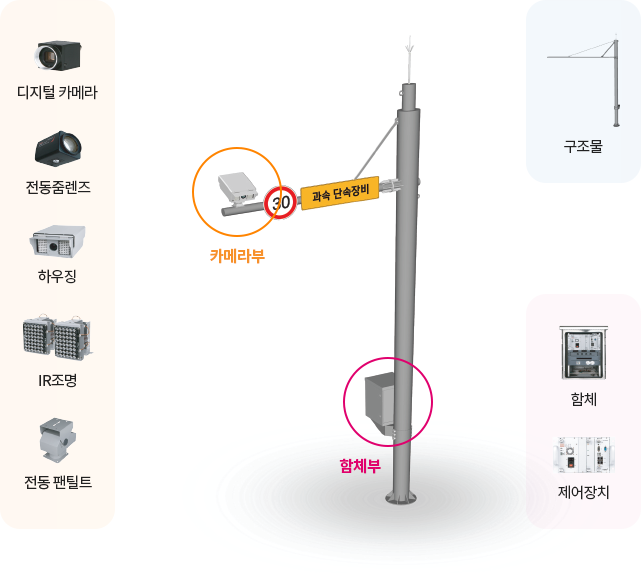 디지털 카메라
전동줌렌즈
하우징
IR조명
전동 팬틸트
30
과속 단속장비
카메라부
함체부
구조물
함체
제어장치